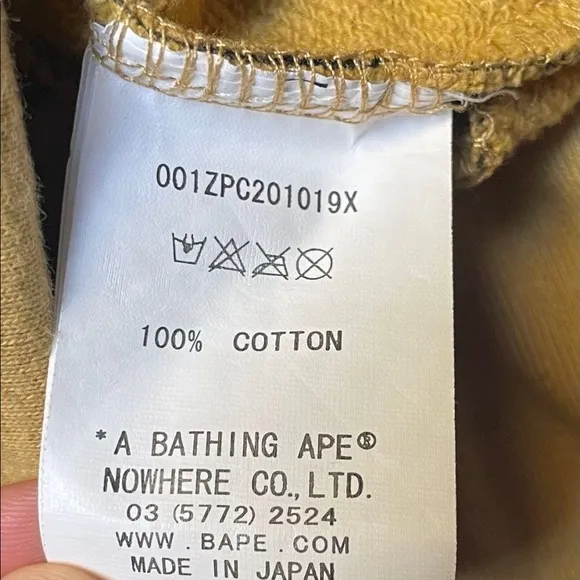 001ZPC201019X
100% COTTON
*A BATHING APE®
NOWHERE CO., LTD.
03 (5772) 2524
WWW.BAPE.COM
MADE IN JAPAN